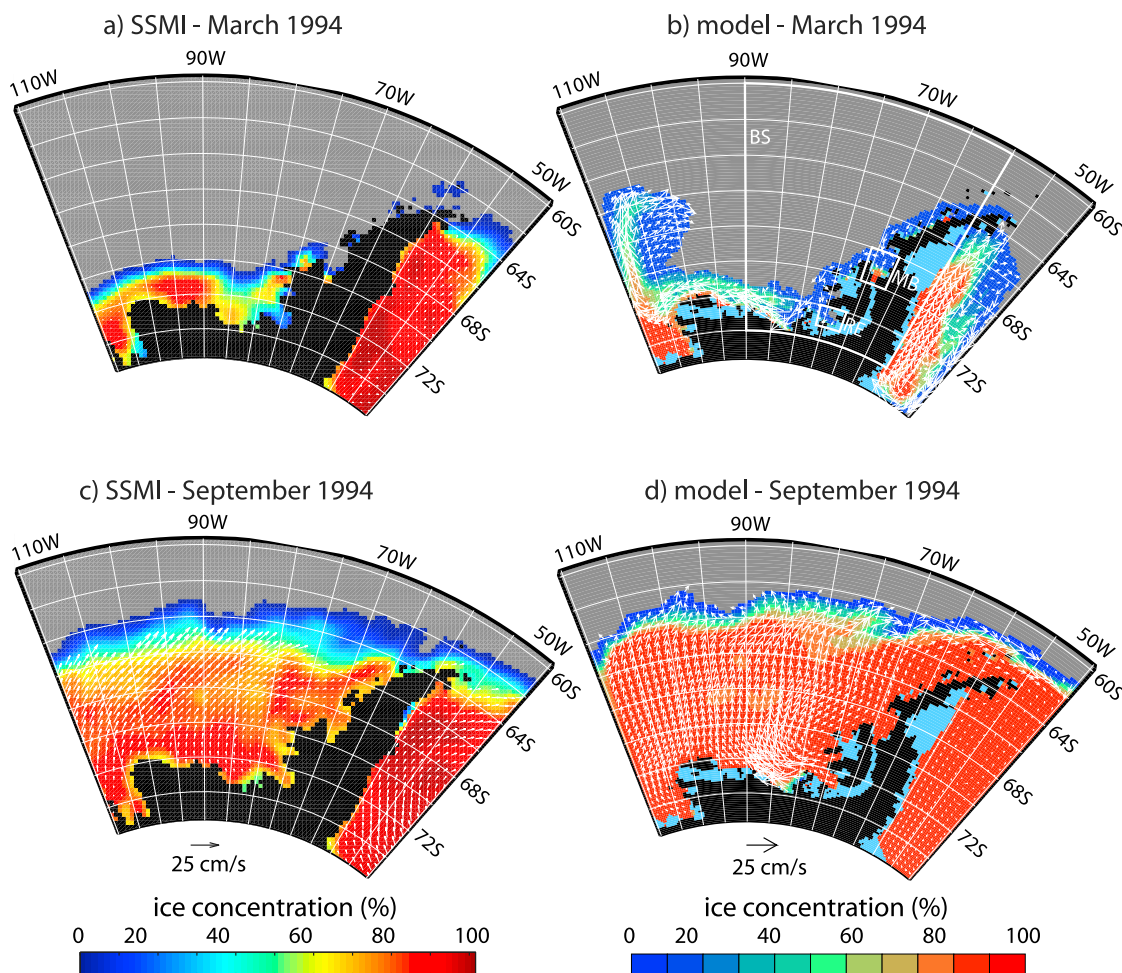 a) SSMI - March 1994
b) model - March 1994
110W
90W
70W
50W
60S
64S
68S
72S
110W
90W
70W
50W
60S
64S
68S
72S
BS
MB
c) SSMI - September 1994
d) model - September 1994
110W
90W
70W
50W
60S
64S
68S
72S
25 cm/s
110W
90W
70W
50W
60S
64S
68S
72S
25 cm/s
ice concentration (%)
0 20 40 60 80 100
ice concentration (%)
0 20 40 60 80 100